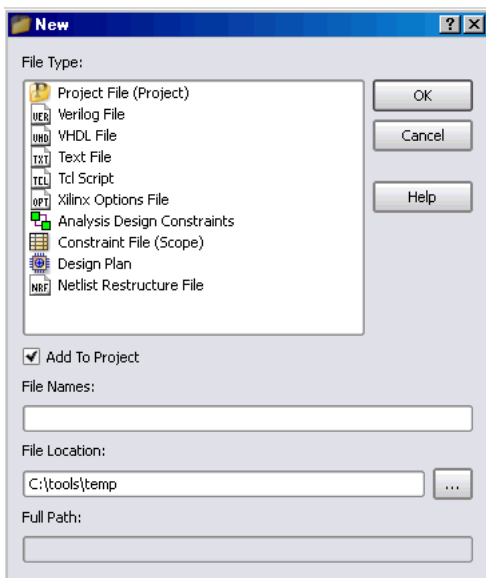 New
File Type:
Project File (Project)
VER Verilog File
VHD VHDL File
TXT Text File
TCL Tcl Script
OPT Xilinx Options File
Analysis Design Constraints
Constraint File (Scope)
Design Plan
NRF Netlist Restructure File
OK
Cancel
Help
Add To Project
File Names:
File Location:
C:\tools\temp
...
Full Path: